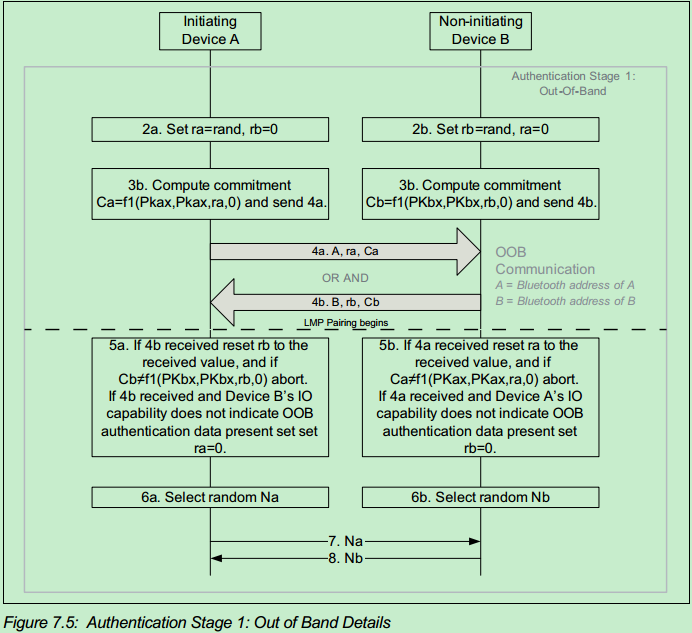 Initiating
Device A
Non-initiating
Device B
Authentication Stage 1:
Out-Of-Band
2a. Set ra=rand, rb=0
2b. Set rb=rand, ra=0
3b. Compute commitment
Ca=f1(Pkax,Pkax,ra,0) and send 4a.
3b. Compute commitment
Cb=f1(PKbx,PKbx,rb,0) and send 4b.
4a. A, ra, Ca
OR AND
4b. B, rb, Cb
OOB
Communication
A = Bluetooth address of A
B = Bluetooth address of B
LMP Pairing begins
5a. If 4b received reset rb to the
received value, and if
Cb≠f1(PKbx,PKbx,rb,0) abort.
If 4b received and Device B's IO
capability does not indicate OOB
authentication data present set set
ra=0.
5b. If 4a received reset ra to the
received value, and if
Ca≠f1(PKax,PKax,ra,0) abort.
If 4a received and Device A's IO
capability does not indicate OOB
authentication data present set
rb=0.
6a. Select random Na
6b. Select random Nb
7. Na
8. Nb
Figure 7.5: Authentication Stage 1: Out of Band Details